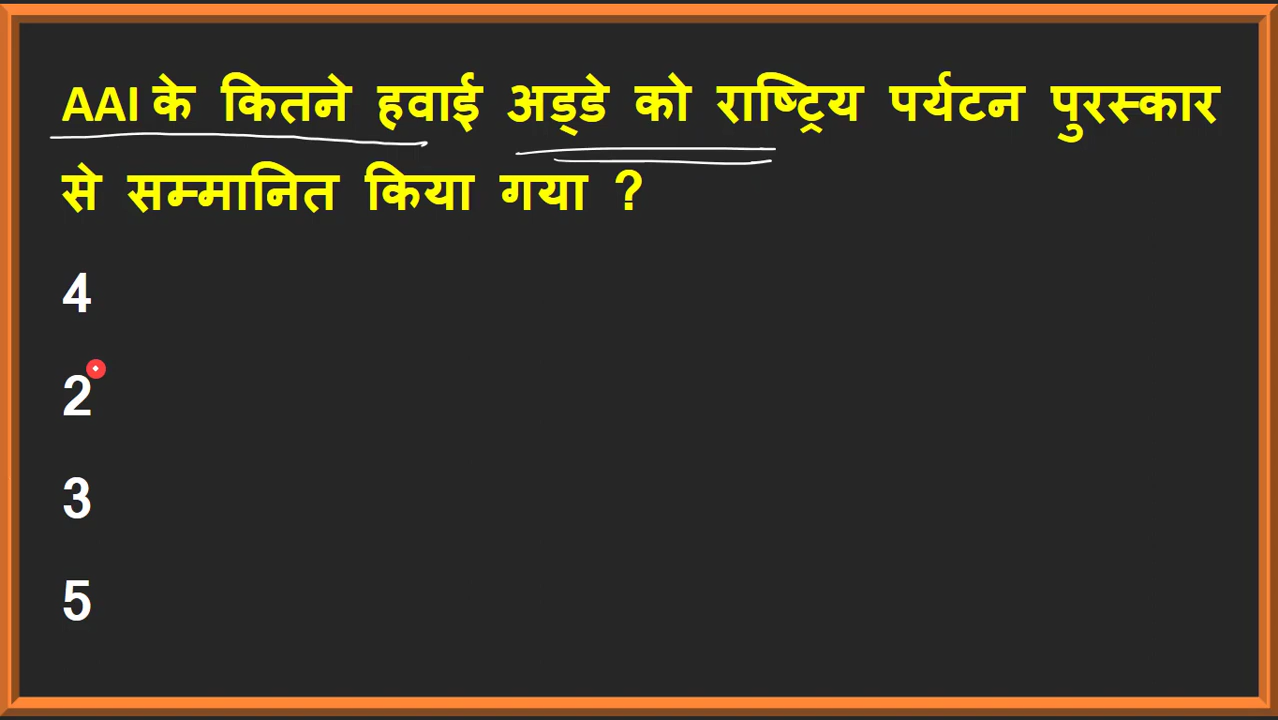 AAI के कितने हवाई अड्डे को राष्ट्रिय पर्यटन पुरस्कार
से सम्मानित किया गया ?
4
2
3
5